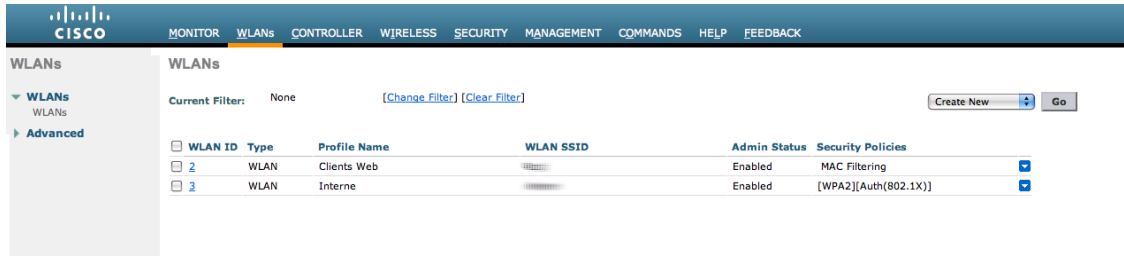 CISCO
MONITOR WLANs CONTROLLER WIRELESS SECURITY MANAGEMENT COMMANDS HELP FEEDBACK
WLANs
WLANs
WLANs
Advanced
WLANs
Current Filter: None [Change Filter] [Clear Filter]
Create New Go
WLAN ID Type Profile Name WLAN SSID Admin Status Security Policies
2 WLAN Clients Web Enabled MAC Filtering
3 WLAN Interne Enabled [WPA2][Auth(802.1X)]